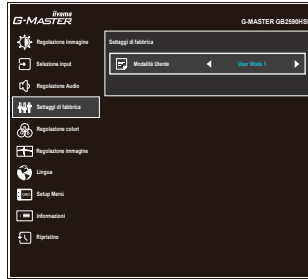 iiyama
G-MASTER
G-MASTER GB2590HSU
Regolazione immagine
Settaggi di fabbrica
Selezione input
Modalità Utente
User Mode 1
Regolazione Audio
Settaggi di fabbrica
Regolazione colori
Regolazione immagine
Lingua
OSD
Setup Menù
Informazioni
Ripristino